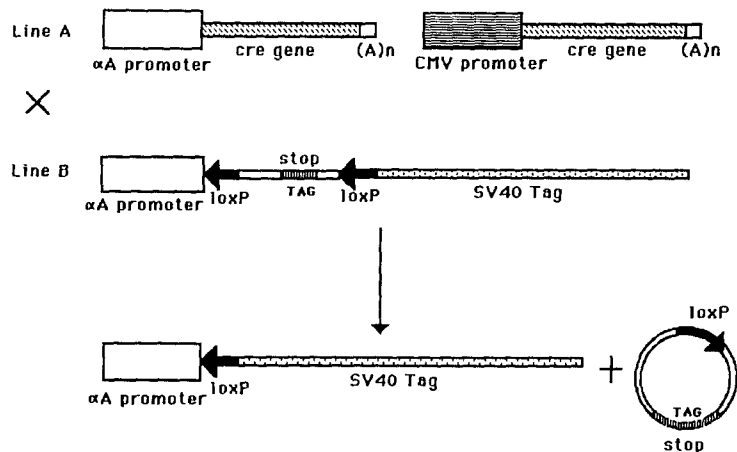 Line A
αA promoter
cre gene
(A)n
CMV promoter
cre gene
(A)n
×
Line B
αA promoter
loxP
stop
TAG
loxP
SV40 Tag
αA promoter
loxP
SV40 Tag
+
loxP
TAG
stop